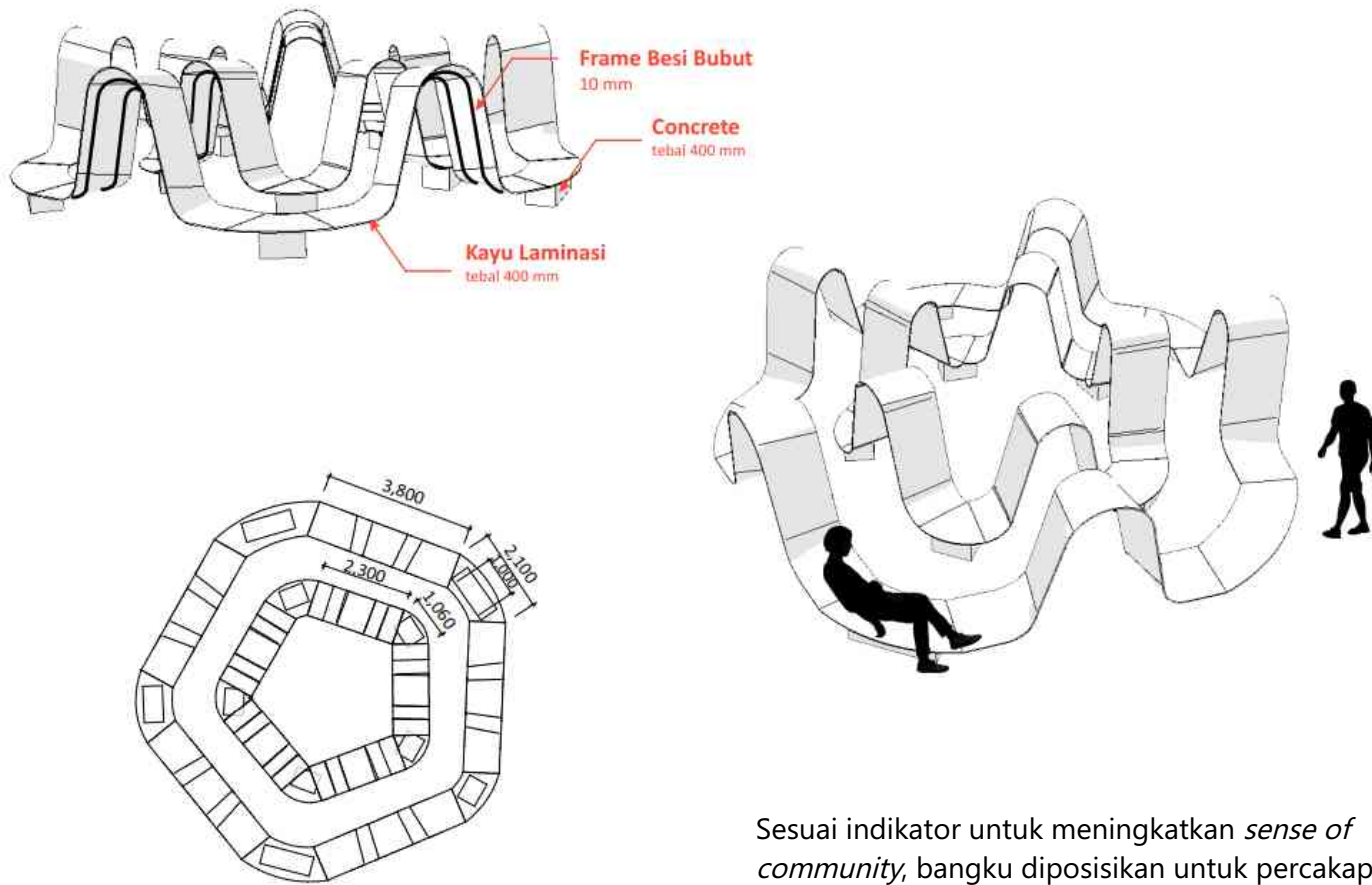 Frame Besi Bubut
10 mm
Concrete
tebal 400 mm
Kayu Laminasi
tebal 400 mm
3,800
2,100
1,000
2,300
1,060
Sesuai indikator untuk meningkatkan sense of
community, bangku diposisikan untuk percakap